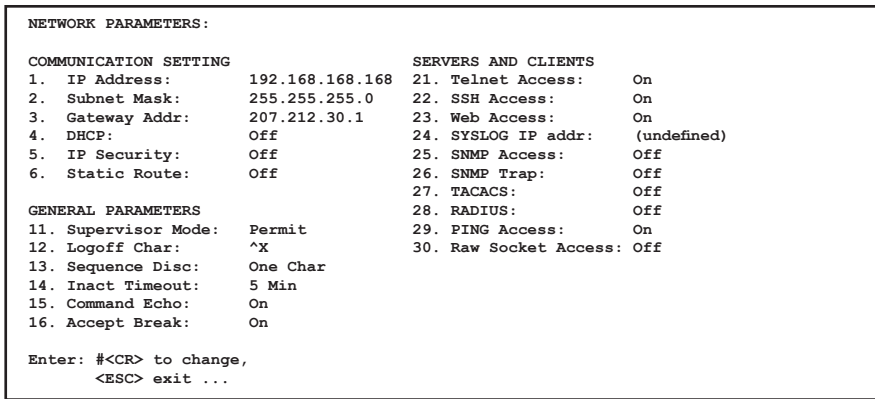 NETWORK PARAMETERS:
COMMUNICATION SETTING SERVERS AND CLIENTS
1. IP Address: 192.168.168.168 21. Telnet Access: On
2. Subnet Mask: 255.255.255.0 22. SSH Access: On
3. Gateway Addr: 207.212.30.1 23. Web Access: On
4. DHCP: Off 24. SYSLOG IP addr: (undefined)
5. IP Security: Off 25. SNMP Access: Off
6. Static Route: Off 26. SNMP Trap: Off
27. TACACS: Off
GENERAL PARAMETERS 28. RADIUS: Off
11. Supervisor Mode: Permit 29. PING Access: On
12. Logoff Char: ^X 30. Raw Socket Access: Off
13. Sequence Disc: One Char
14. Inact Timeout: 5 Min
15. Command Echo: On
16. Accept Break: On
Enter: #<CR> to change,
<ESC> exit ...